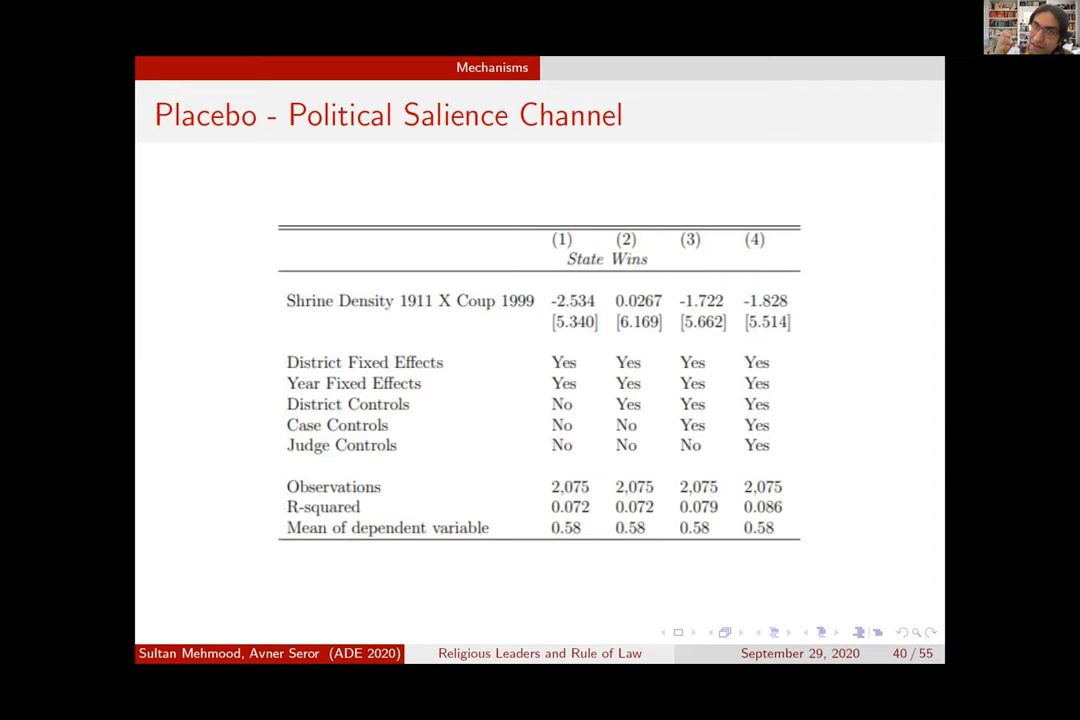 Mechanisms
Placebo - Political Salience Channel
(1) (2) (3) (4)
State Wins
Shrine Density 1911 X Coup 1999 -2.534 0.0267 -1.722 -1.828
[5.340] [6.169] [5.662] [5.514]
District Fixed Effects Yes Yes Yes Yes
Year Fixed Effects Yes Yes Yes Yes
District Controls No Yes Yes Yes
Case Controls No No Yes Yes
Judge Controls No No No Yes
Observations 2,075 2,075 2,075 2,075
R-squared 0.072 0.072 0.079 0.086
Mean of dependent variable 0.58 0.58 0.58 0.58
Sultan Mehmood, Avner Seror (ADE 2020) Religious Leaders and Rule of Law September 29, 2020 40 / 55